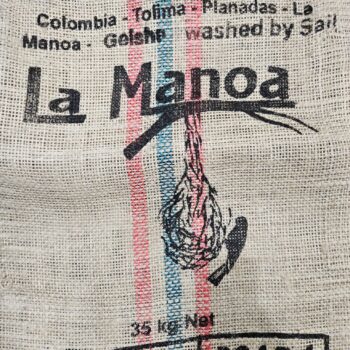 Colombia - Tolima - Planadas - La
Manoa - Geisha washed by Sail
La Manoa
35 kg Net